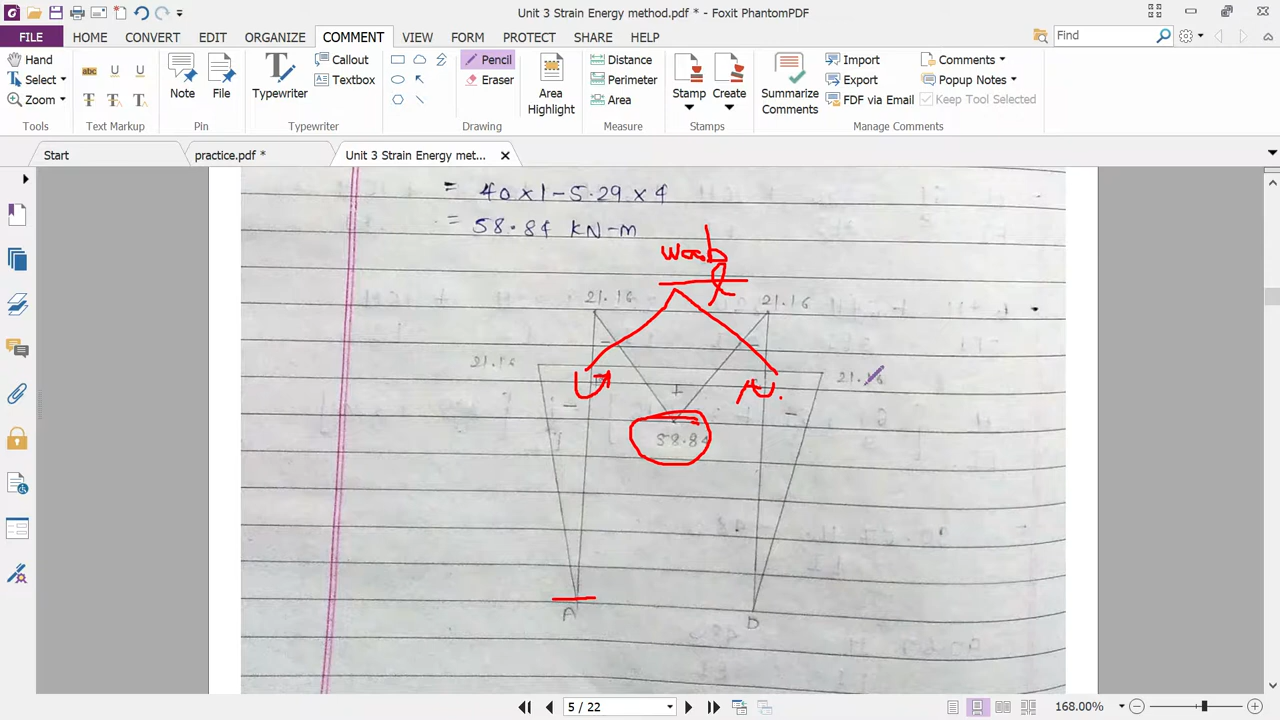 Unit 3 Strain Energy method.pdf * - Foxit PhantomPDF
FILE HOME CONVERT EDIT ORGANIZE COMMENT VIEW FORM PROTECT SHARE HELP Find
Hand
Select
Zoom
Tools
Text Markup
Note
File
Pin
Typewriter
Callout
Textbox
Typewriter
Pencil
Eraser
Area Highlight
Drawing
Distance
Perimeter
Area
Measure
Stamp
Create
Stamps
Summarize Comments
Import
Export
FDF via Email
Comments
Popup Notes
Keep Tool Selected
Manage Comments
Start practice.pdf * Unit 3 Strain Energy met...
= 40 x 1 - 5.29 x 4
= 58.84 KN-m
21.16 21.16
21.16 21.16
- -
+
- -
58.84
A D
5 / 22 168.00%